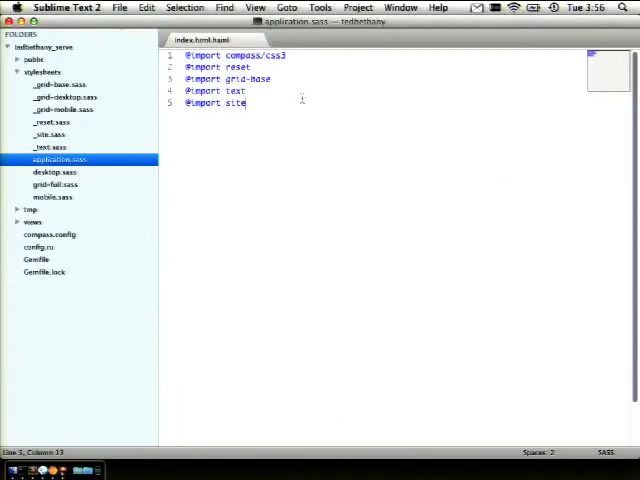 Sublime Text 2 File Edit Selection Find View Goto Tools Project Window Help Tue 3:56
application.sass — tedbethany
FOLDERS
index.html.haml
tedbethany_serve
public
stylesheets
_grid-base.sass
_grid-desktop.sass
_grid-mobile.sass
_reset.sass
_site.sass
_text.sass
application.sass
desktop.sass
grid-full.sass
mobile.sass
tmp
views
compass.config
config.ru
Gemfile
Gemfile.lock
1 @import compass/css3
2 @import reset
3 @import grid-base
4 @import text
5 @import site
Line 5, Column 13
Spaces: 2
SASS